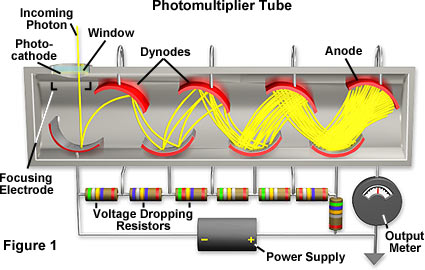 Photomultiplier Tube
Incoming
Photon
Window
Photo-
cathode
Dynodes
Anode
Focusing
Electrode
Voltage Dropping
Resistors
Output
Meter
Figure 1
− +
Power Supply